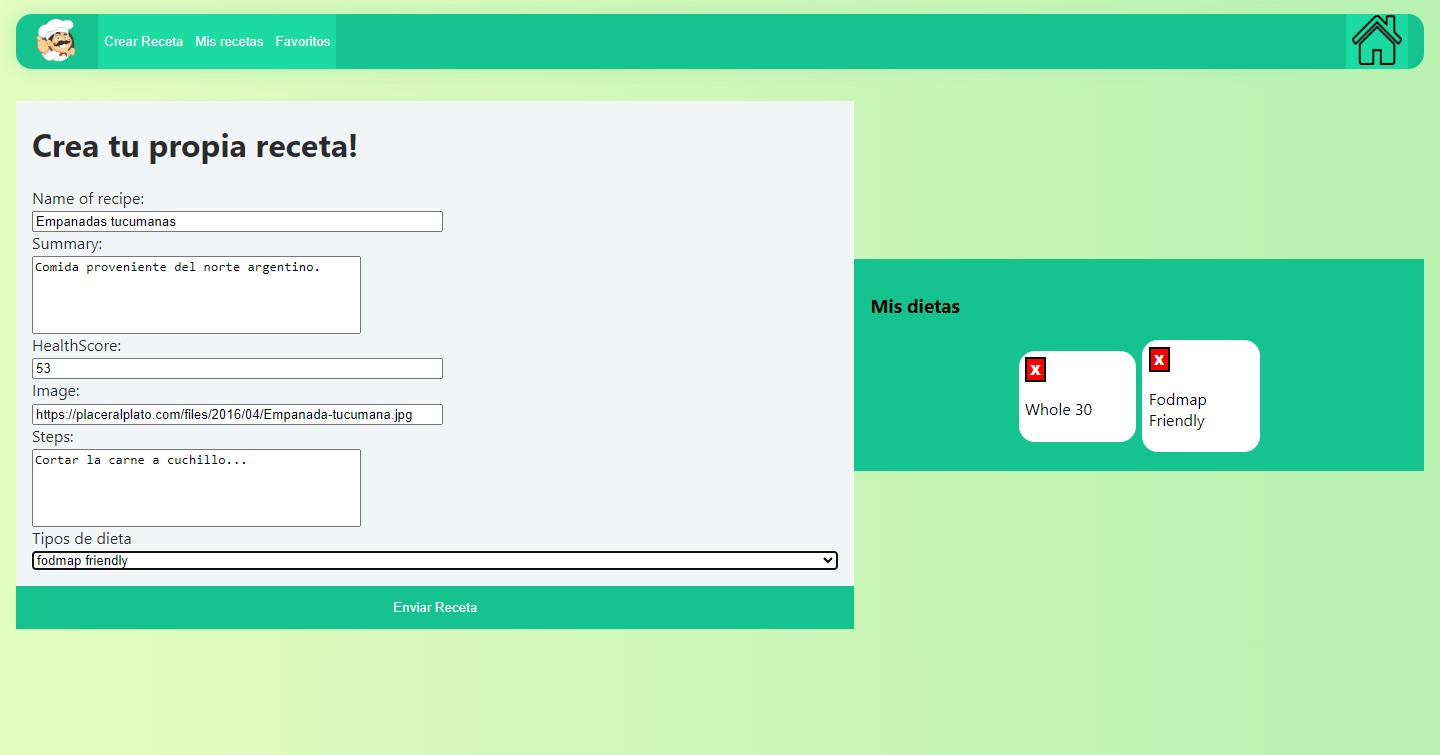 Crear Receta Mis recetas Favoritos
Crea tu propia receta!
Name of recipe:
Empanadas tucumanas
Summary:
Comida proveniente del norte argentino.
HealthScore:
53
Image:
https://placeralplato.com/files/2016/04/Empanada-tucumana.jpg
Steps:
Cortar la carne a cuchillo...
Tipos de dieta
fodmap friendly
Enviar Receta
Mis dietas
X
Whole 30
X
Fodmap
Friendly